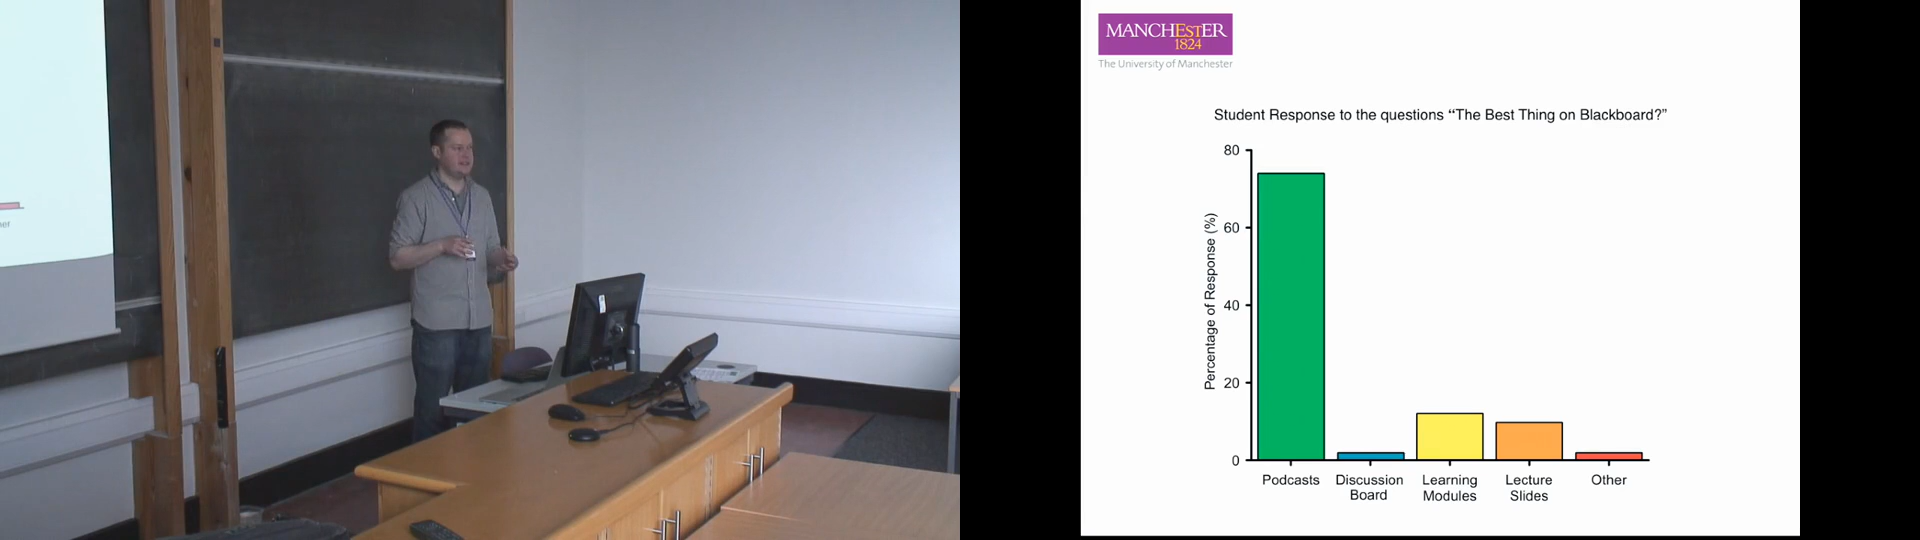 MANCHESTER
1824
The University of Manchester
Student Response to the questions “The Best Thing on Blackboard?”
Percentage of Response (%)
80
60
40
20
0
Podcasts
Discussion
Board
Learning
Modules
Lecture
Slides
Other